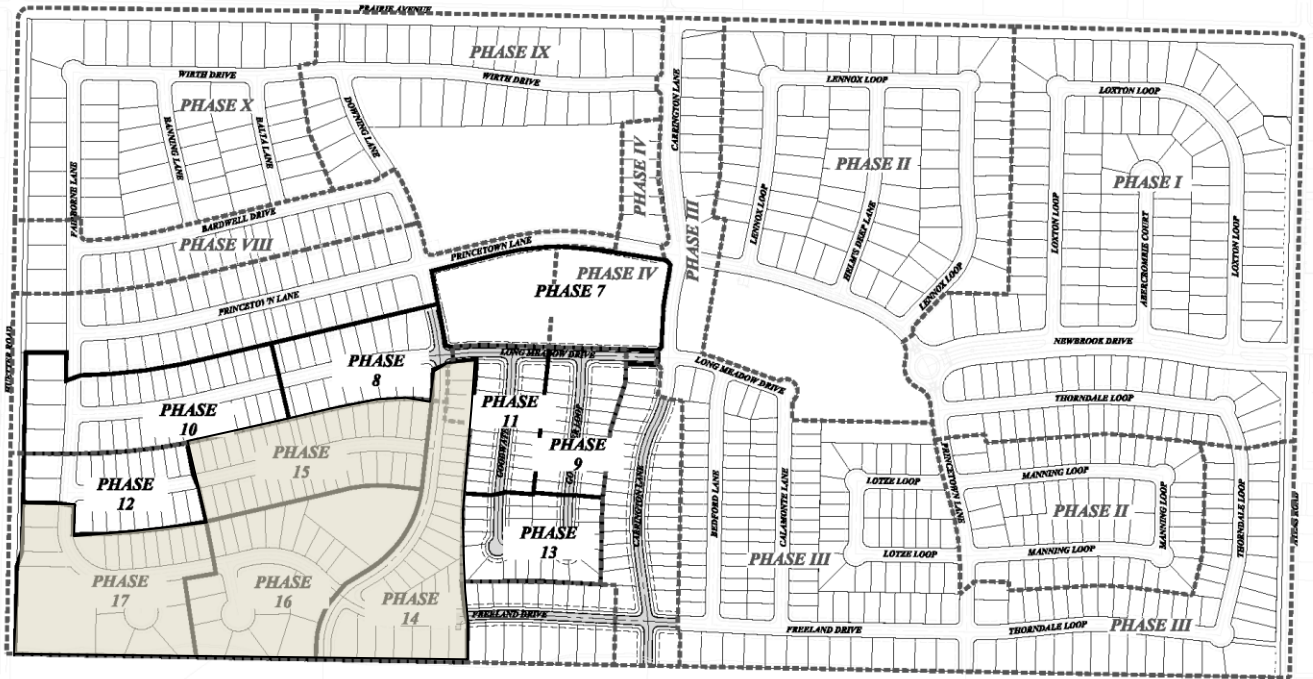 PRAIRIE AVENUE
PHASE IX
WIRTH DRIVE
WIRTH DRIVE
PHASE X
DOWNING LANE
BANNING LANE
BALTA LANE
FAIRBORNE LANE
BARDWELL DRIVE
PHASE VIII
PRINCETOWN LANE
PRINCETOWN LANE
CARRINGTON LANE
PHASE IV
PHASE III
PHASE IV
PHASE 7
LENNOX LOOP
PHASE II
LENNOX LOOP
HELM'S DEEP LANE
LENNOX LOOP
LOXTON LOOP
PHASE I
LOXTON LOOP
ABERCROMBIE COURT
LOXTON LOOP
NEWBROOK DRIVE
LONG MEADOW DRIVE
LONG MEADOW DRIVE
PHASE
8
PHASE
10
PHASE
11
PHASE
9
PHASE
12
PHASE
13
PHASE
15
PHASE
17
PHASE
16
PHASE
14
CARRINGTON LANE
BEDFORD LANE
CALAMONTE LANE
PHASE III
LOTZE LOOP
LOTZE LOOP
PRINCETOWN LANE
THORNDALE LOOP
MANNING LOOP
PHASE II
MANNING LOOP
MANNING LOOP
THORNDALE LOOP
FREELAND DRIVE
FREELAND DRIVE
THORNDALE LOOP
PHASE III